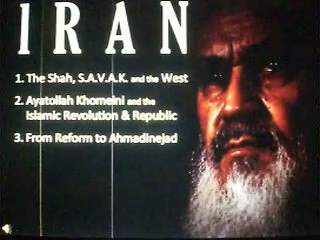 IRAN
1. The Shah, S.A.V.A.K. and the West
2. Ayatollah Khomeini and the
Islamic Revolution & Republic
3. From Reform to Ahmadinejad